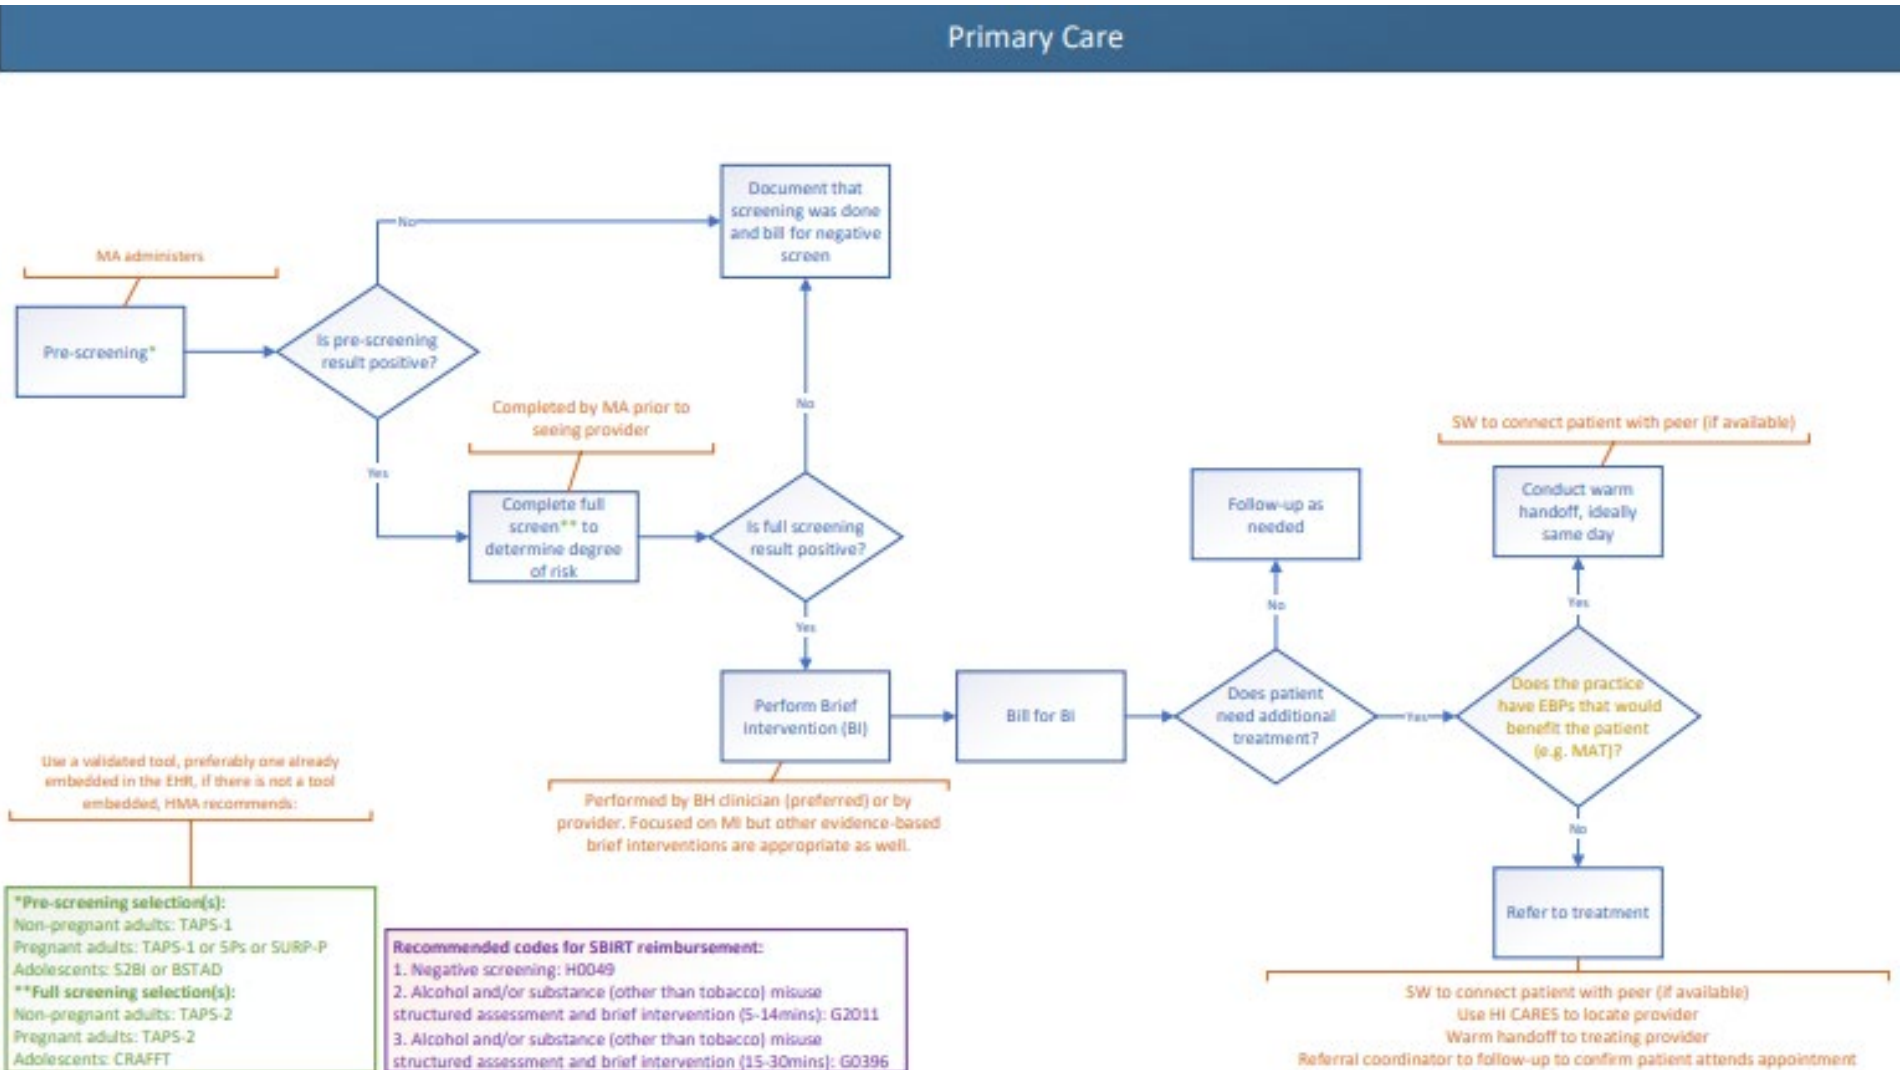 Primary Care
Document that
screening was done
and bill for negative
screen
No
MA administers
Pre-screening*
Is pre-screening
result positive?
Yes
Completed by MA prior to
seeing provider
Complete full
screen** to
determine degree
of risk
Is full screening
result positive?
No
Yes
Perform Brief
Intervention (BI)
Performed by BH clinician (preferred) or by
provider. Focused on MI but other evidence-based
brief interventions are appropriate as well.
Bill for BI
Does patient
need additional
treatment?
No
Follow-up as
needed
Yes
Does the practice
have EBPs that would
benefit the patient
(e.g. MAT)?
Yes
Conduct warm
handoff, ideally
same day
SW to connect patient with peer (if available)
No
Refer to treatment
SW to connect patient with peer (if available)
Use HI CARES to locate provider
Warm handoff to treating provider
Referral coordinator to follow-up to confirm patient attends appointment
Use a validated tool, preferably one already
embedded in the EHR, if there is not a tool
embedded, HMA recommends:
*Pre-screening selection(s):
Non-pregnant adults: TAPS-1
Pregnant adults: TAPS-1 or 5Ps or SURP-P
Adolescents: S2BI or BSTAD
**Full screening selection(s):
Non-pregnant adults: TAPS-2
Pregnant adults: TAPS-2
Adolescents: CRAFFT
Recommended codes for SBIRT reimbursement:
1. Negative screening: H0049
2. Alcohol and/or substance (other than tobacco) misuse
structured assessment and brief intervention (5-14mins): G2011
3. Alcohol and/or substance (other than tobacco) misuse
structured assessment and brief intervention (15-30mins): G0396